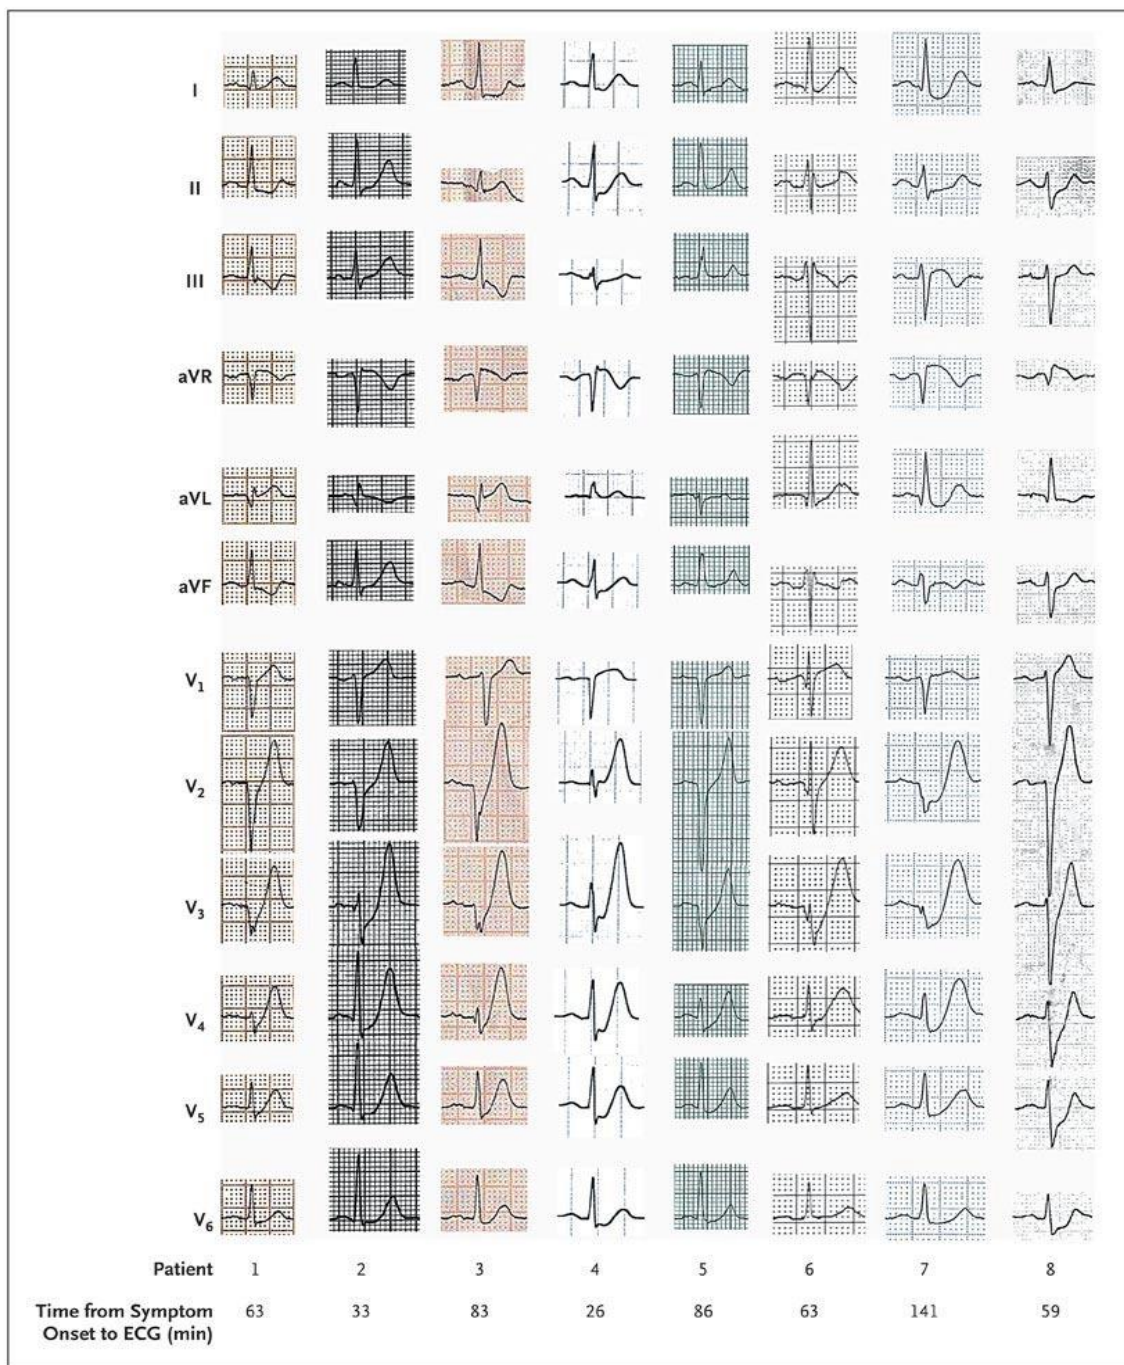 I
II
III
aVR
aVL
aVF
V1
V2
V3
V4
V5
V6
Patient 1 2 3 4 5 6 7 8
Time from Symptom 63 33 83 26 86 63 141 59
Onset to ECG (min)